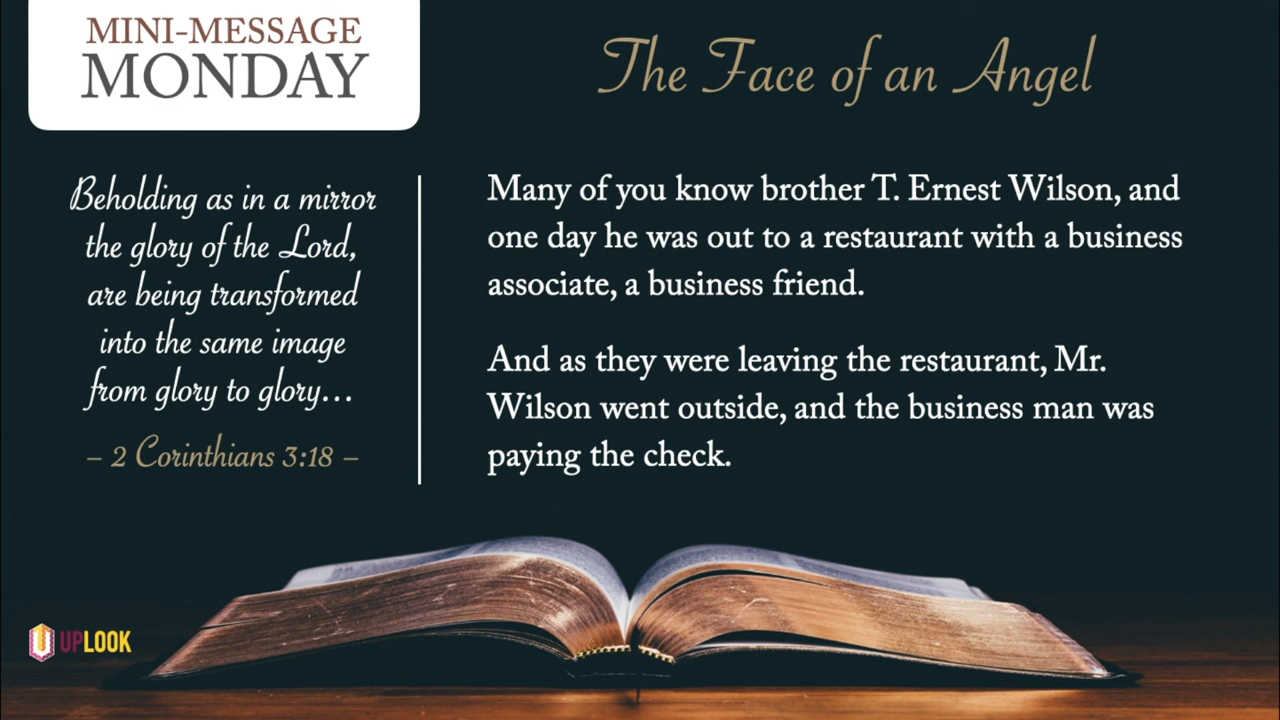 MINI-MESSAGE
MONDAY
The Face of an Angel
Beholding as in a mirror
the glory of the Lord,
are being transformed
into the same image
from glory to glory…
– 2 Corinthians 3:18 –
Many of you know brother T. Ernest Wilson, and
one day he was out to a restaurant with a business
associate, a business friend.
And as they were leaving the restaurant, Mr.
Wilson went outside, and the business man was
paying the check.
UPLOOK